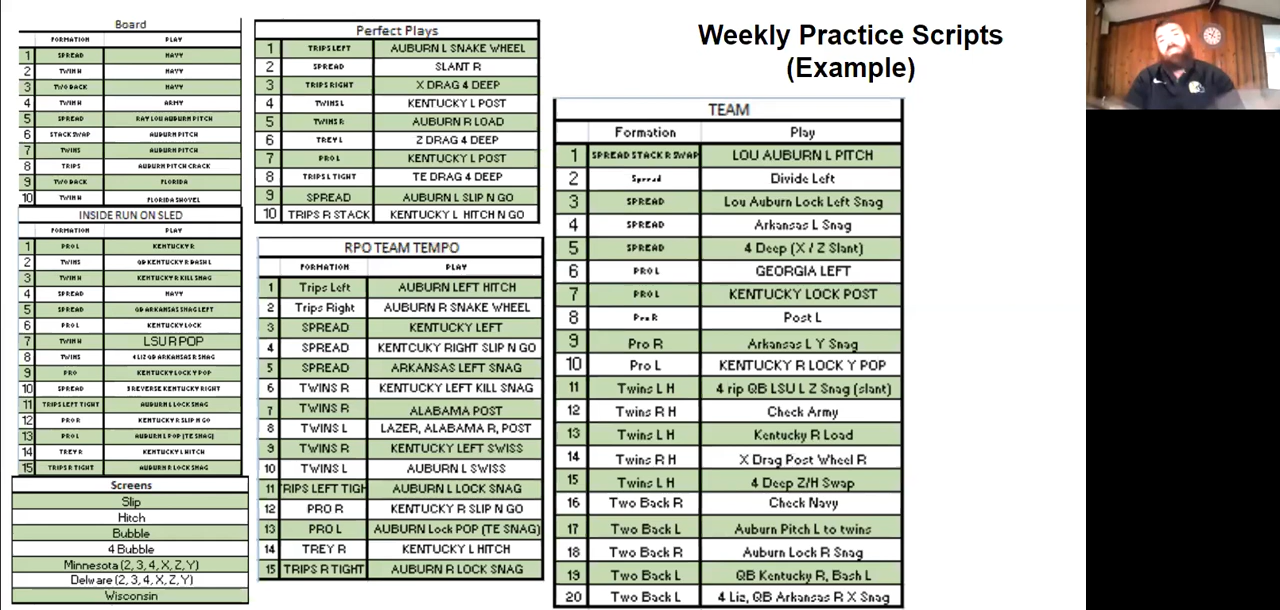 Weekly Practice Scripts
(Example)
Board
FORMATION PLAY
1 SPREAD NAVY
2 TWIN H NAVY
3 TWO BACK NAVY
4 TWIN H ARMY
5 SPREAD RAY LOU AUBURN PITCH
6 STACK SWAP AUBURN PITCH
7 TWINS AUBURN PITCH
8 TRIPS AUBURN PITCH CRACK
9 TWO BACK FLORIDA
10 TWIN H FLORIDA SHOVEL
INSIDE RUN ON SLED
FORMATION PLAY
1 PRO L KENTUCKY R
2 TWINS QB KENTUCKY R BASH L
3 TWIN H KENTUCKY R KILL SNAG
4 SPREAD NAVY
5 SPREAD QB ARKANSAS SNAG LEFT
6 PRO L KENTUCKY LOCK
7 TWIN H LSU R POP
8 TWINS 4 LIZ QB ARKANSAS R SNAG
9 PRO KENTUCKY LOCK Y POP
10 SPREAD 3 REVERSE KENTUCKY RIGHT
11 TRIPS LEFT TIGHT AUBURN L LOCK SNAG
12 PRO R KENTUCKY R SLIP N GO
13 PRO L AUBURN L POP (TE SNAG)
14 TREY R KENTUCKY L HITCH
15 TRIPS R TIGHT AUBURN R LOCK SNAG
Screens
Slip
Hitch
Bubble
4 Bubble
Minnesota (2, 3, 4, X, Z, Y)
Delware (2, 3, 4, X, Z, Y)
Wisconsin
Perfect Plays
1 TRIPS LEFT AUBURN L SNAKE WHEEL
2 SPREAD SLANT R
3 TRIPS RIGHT X DRAG 4 DEEP
4 TWINS L KENTUCKY L POST
5 TWINS R AUBURN R LOAD
6 TREY L Z DRAG 4 DEEP
7 PRO L KENTUCKY L POST
8 TRIPS L TIGHT TE DRAG 4 DEEP
9 SPREAD AUBURN L SLIP N GO
10 TRIPS R STACK KENTUCKY L HITCH N GO
RPO TEAM TEMPO
FORMATION PLAY
1 Trips Left AUBURN LEFT HITCH
2 Trips Right AUBURN R SNAKE WHEEL
3 SPREAD KENTUCKY LEFT
4 SPREAD KENTCUKY RIGHT SLIP N GO
5 SPREAD ARKANSAS LEFT SNAG
6 TWINS R KENTUCKY LEFT KILL SNAG
7 TWINS R ALABAMA POST
8 TWINS L LAZER, ALABAMA R, POST
9 TWINS R KENTUCKY LEFT SWISS
10 TWINS L AUBURN L SWISS
11 RIPS LEFT TIGH AUBURN L LOCK SNAG
12 PRO R KENTUCKY R SLIP N GO
13 PRO L AUBURN Lock POP (TE SNAG)
14 TREY R KENTUCKY L HITCH
15 TRIPS R TIGHT AUBURN R LOCK SNAG
TEAM
Formation Play
1 SPREAD STACK R SWAP LOU AUBURN L PITCH
2 Spread Divide Left
3 SPREAD Lou Auburn Lock Left Snag
4 SPREAD Arkansas L Snag
5 SPREAD 4 Deep (X / Z Slant)
6 PRO L GEORGIA LEFT
7 PRO L KENTUCKY LOCK POST
8 Pro R Post L
9 Pro R Arkansas L Y Snag
10 Pro L KENTUCKY R LOCK Y POP
11 Twins L H 4 rip QB LSU L Z Snag (slant)
12 Twins R H Check Army
13 Twins L H Kentucky R Load
14 Twins R H X Drag Post Wheel R
15 Twins L H 4 Deep Z/H Swap
16 Two Back R Check Navy
17 Two Back L Auburn Pitch L to twins
18 Two Back R Auburn Lock R Snag
19 Two Back L QB Kentucky R, Bash L
20 Two Back L 4 Liz, QB Arkansas R X Snag